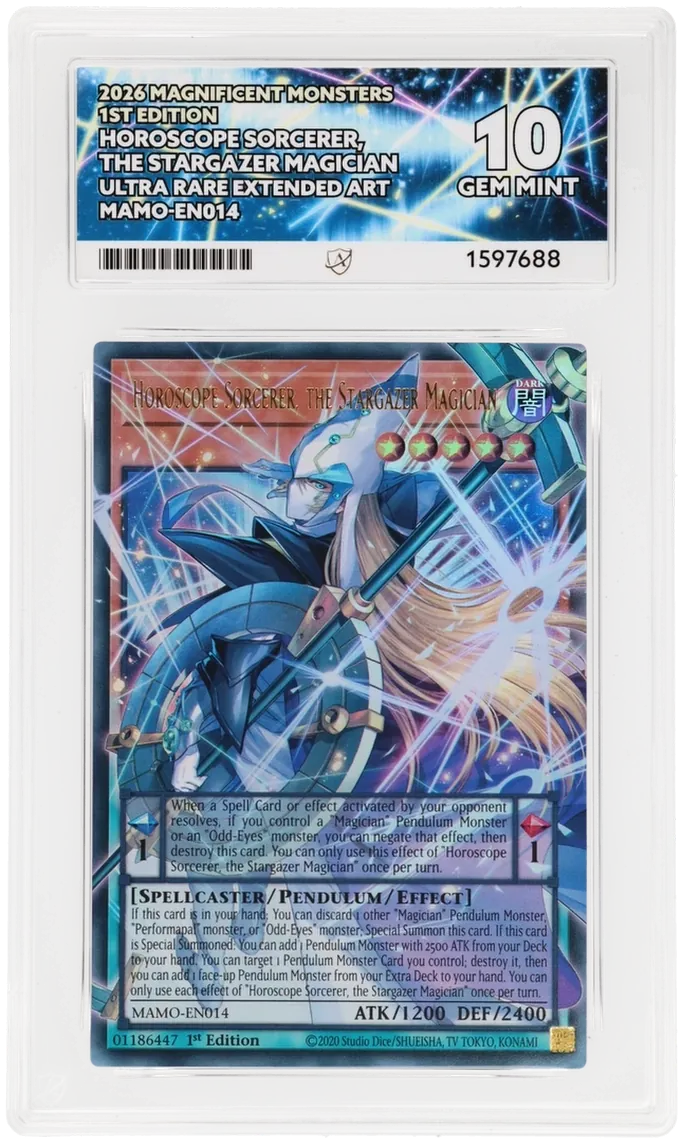 2026 MAGNIFICENT MONSTERS
1ST EDITION
HOROSCOPE SORCERER,
THE STARGAZER MAGICIAN
ULTRA RARE EXTENDED ART
MAMO-EN014
10
GEM MINT
1597688
HOROSCOPE SORCERER, THE STARGAZER MAGICIAN
DARK
闇
When a Spell Card or effect activated by your opponent
resolves, if you control a "Magician" Pendulum Monster
or an "Odd-Eyes" monster, you can negate that effect, then
destroy this card. You can only use this effect of "Horoscope
Sorcerer, the Stargazer Magician" once per turn.
1
1
[SPELLCASTER/PENDULUM/EFFECT]
If this card is in your hand: You can discard 1 other "Magician" Pendulum Monster,
"Performapal" monster, or "Odd-Eyes" monster; Special Summon this card. If this card
is Special Summoned: You can add 1 Pendulum Monster with 2500 ATK from your Deck
to your hand. You can target 1 Pendulum Monster Card you control; destroy it, then
you can add 1 face-up Pendulum Monster from your Extra Deck to your hand. You can
only use each effect of "Horoscope Sorcerer, the Stargazer Magician" once per turn.
MAMO-EN014
ATK/1200 DEF/2400
01186447 1st Edition
©2020 Studio Dice/SHUEISHA, TV TOKYO, KONAMI